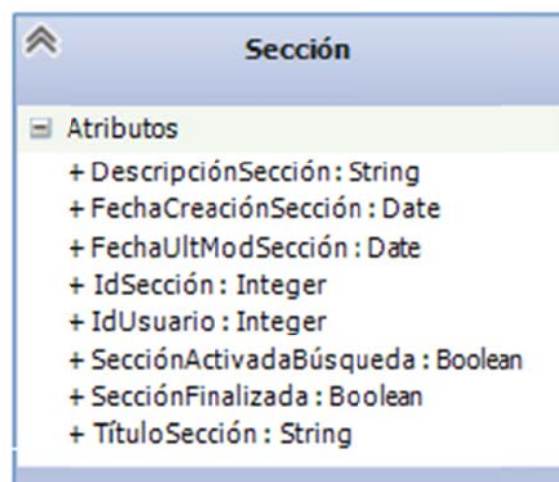 Sección
Atributos
+ DescripciónSección : String
+ FechaCreaciónSección : Date
+ FechaUltModSección : Date
+ IdSección : Integer
+ IdUsuario : Integer
+ SecciónActivadaBúsqueda : Boolean
+ SecciónFinalizada : Boolean
+ TítuloSección : String